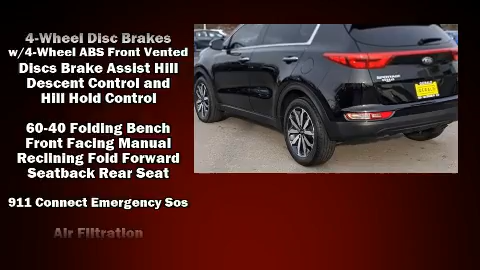 4-Wheel Disc Brakes
w/4-Wheel ABS Front Vented
Discs Brake Assist Hill
Descent Control and
Hill Hold Control
60-40 Folding Bench
Front Facing Manual
Reclining Fold Forward
Seatback Rear Seat
911 Connect Emergency Sos
Air Filtration